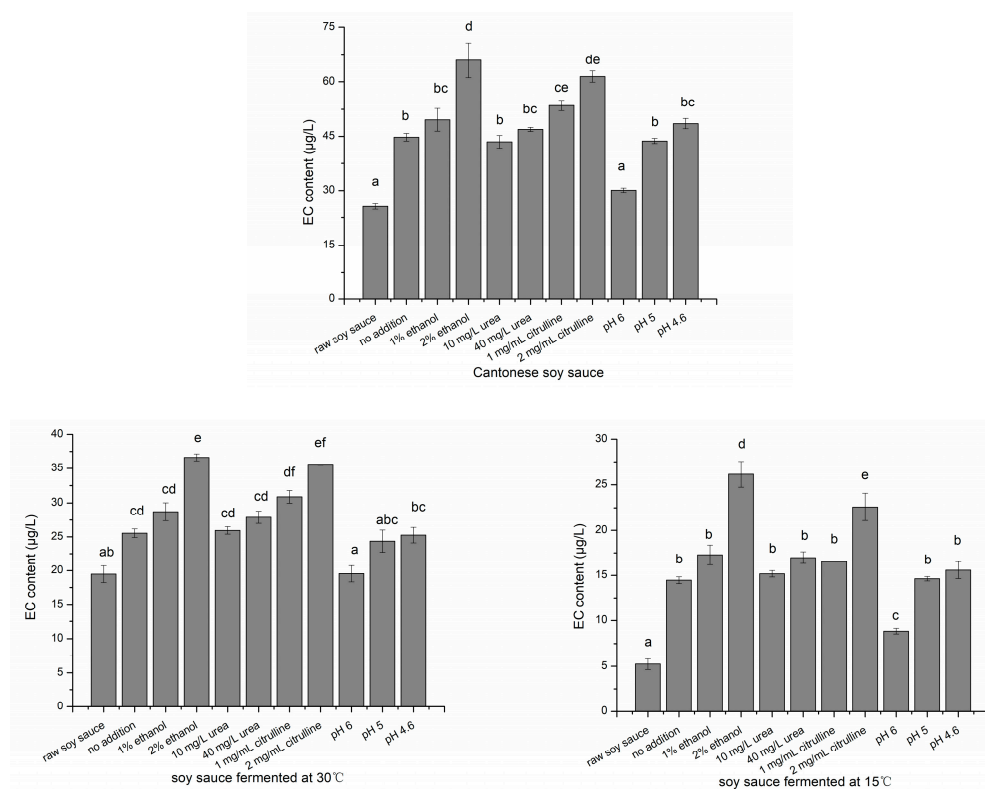 75
60
45
30
15
0
EC content (µg/L)
a
b
bc
d
b
bc
ce
de
a
b
bc
raw soy sauce
no addition
1% ethanol
2% ethanol
10 mg/L urea
40 mg/L urea
1 mg/mL citrulline
2 mg/mL citrulline
pH 6
pH 5
pH 4.6
Cantonese soy sauce
40
35
30
25
20
15
10
5
0
EC content (µg/L)
ab
cd
cd
e
cd
cd
df
ef
a
abc
bc
raw soy sauce
no addition
1% ethanol
2% ethanol
10 mg/L urea
40 mg/L urea
1 mg/mL citrulline
2 mg/mL citrulline
pH 6
pH 5
pH 4.6
soy sauce fermented at 30℃
30
25
20
15
10
5
0
EC content (µg/L)
a
b
b
d
b
b
b
e
c
b
b
raw soy sauce
no addition
1% ethanol
2% ethanol
10 mg/L urea
40 mg/L urea
1 mg/mL citrulline
2 mg/mL citrulline
pH 6
pH 5
pH 4.6
soy sauce fermented at 15℃